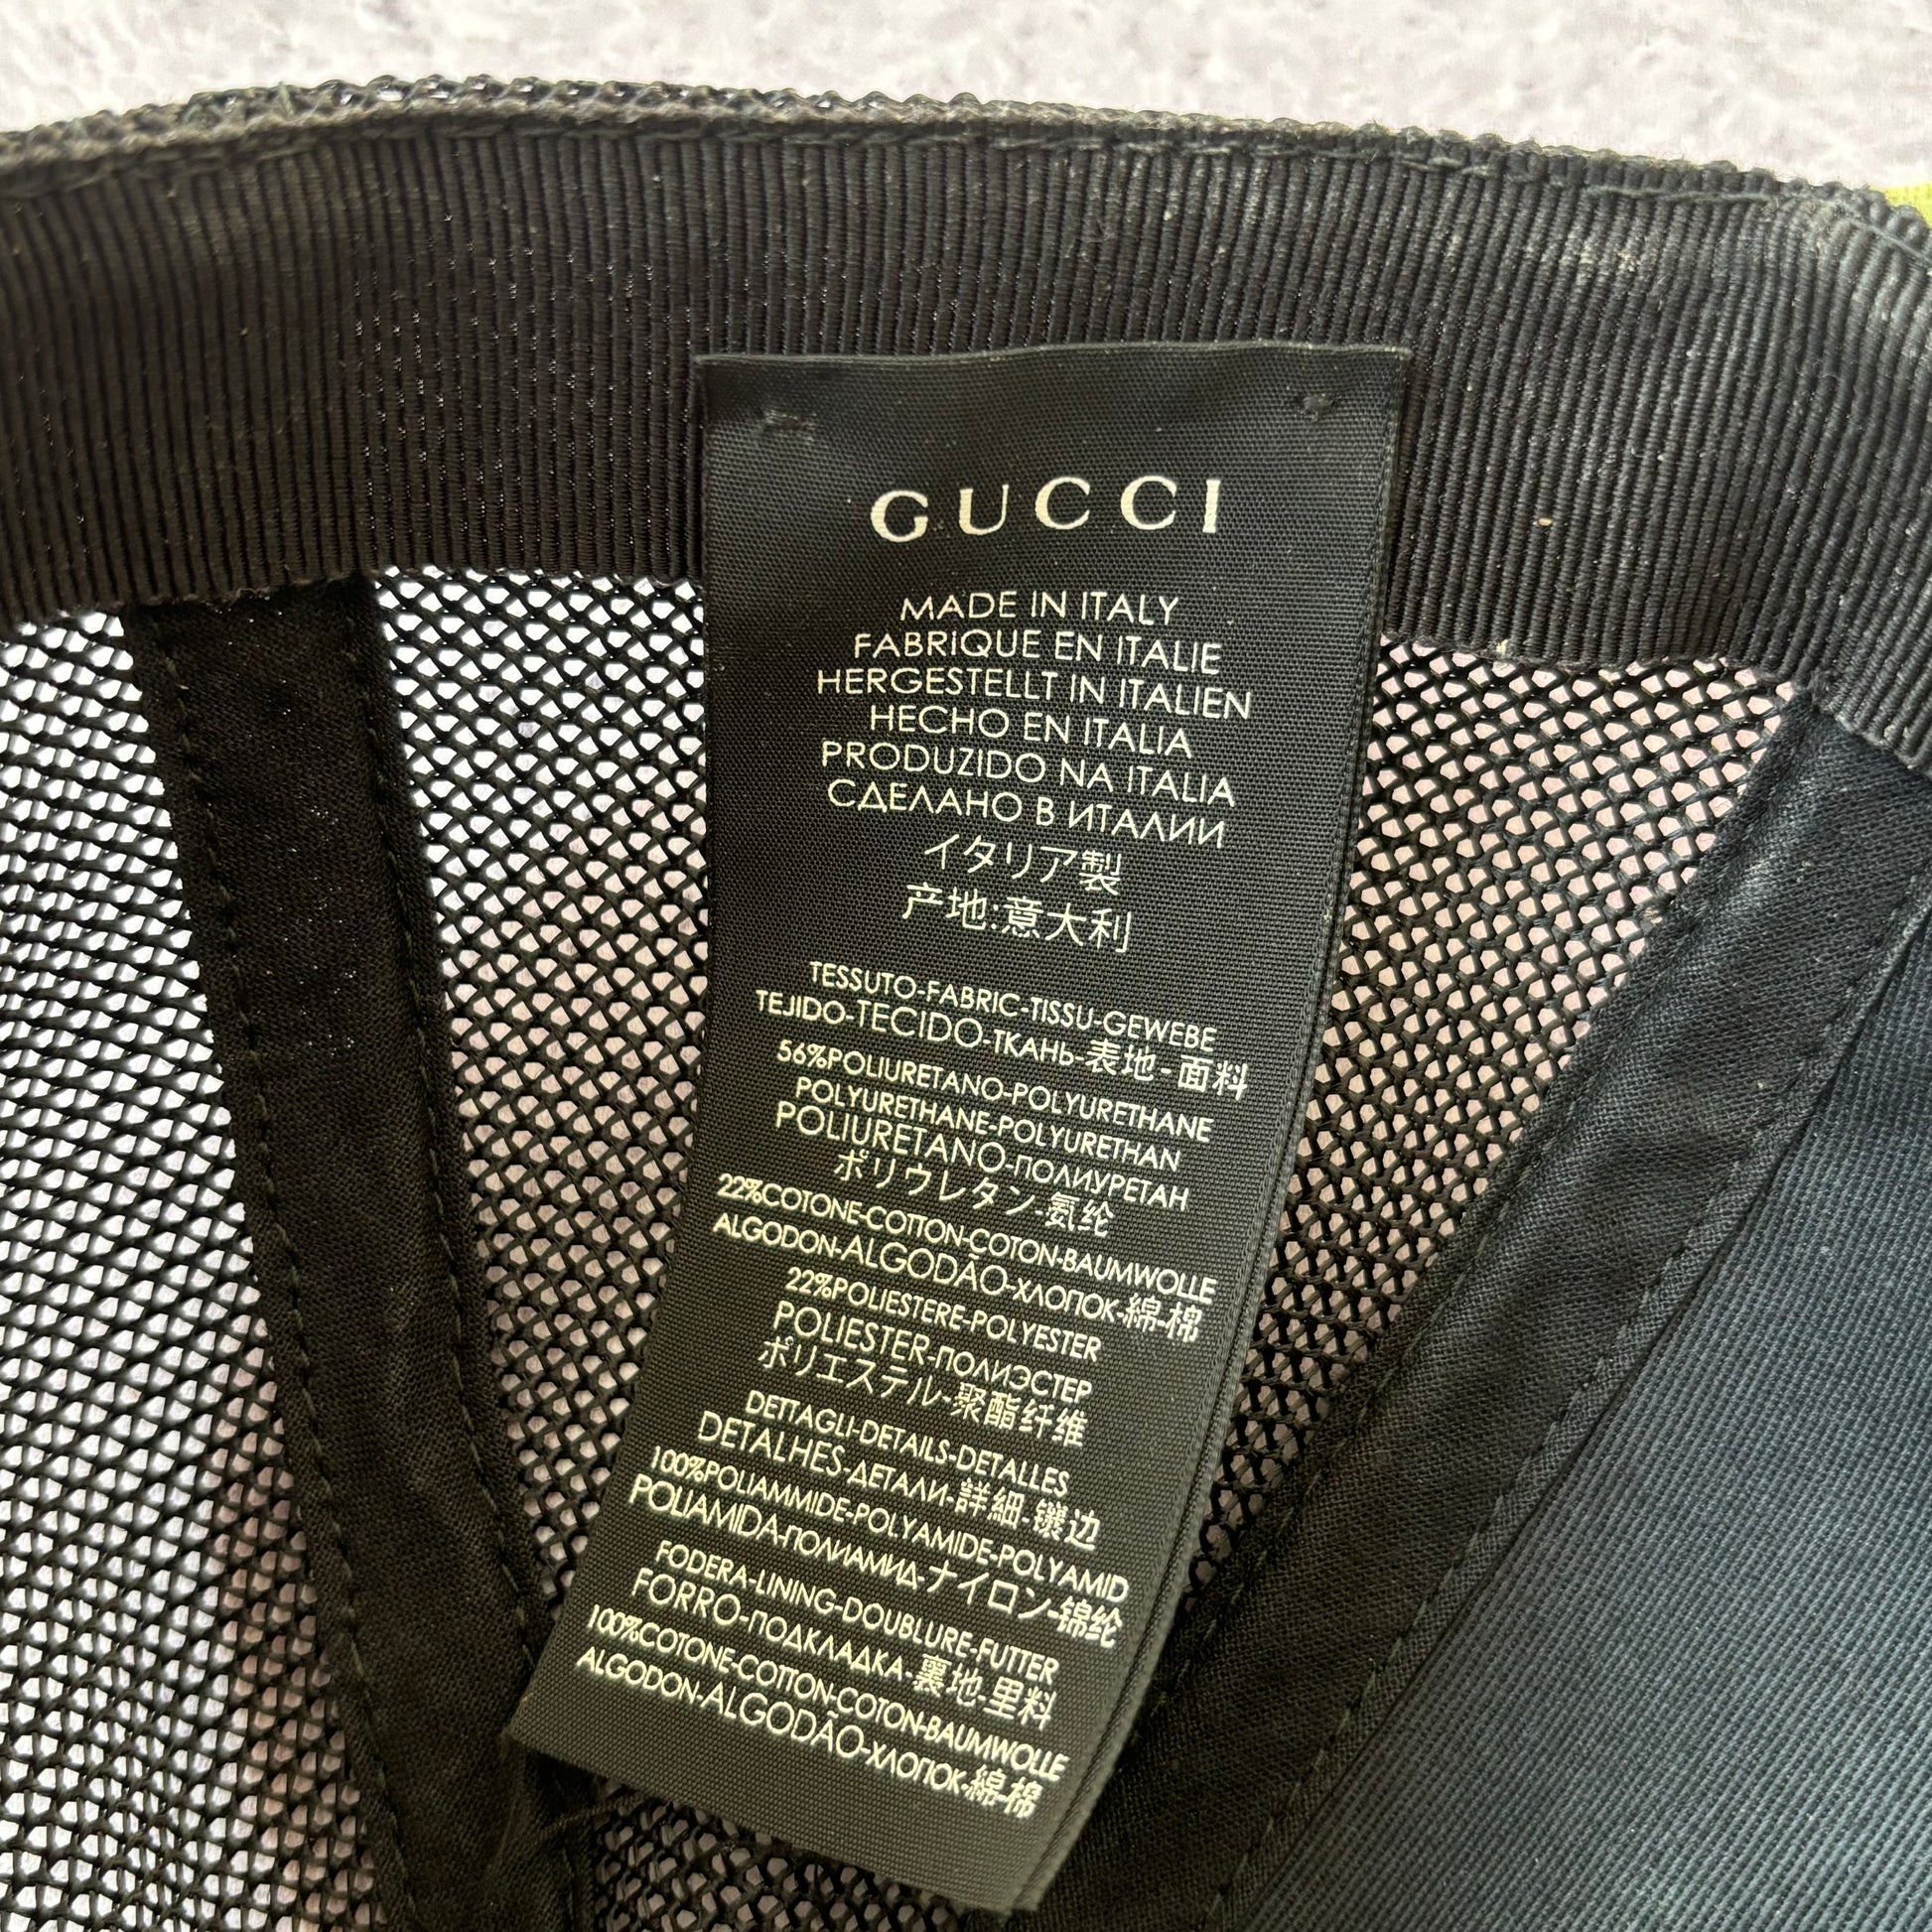 GUCCI
MADE IN ITALY
FABRIQUE EN ITALIE
HERGESTELLT IN ITALIEN
HECHO EN ITALIA
PRODUZIDO NA ITALIA
СДЕЛАНО В ИТАЛИИ
イタリア製
产地:意大利
TESSUTO-FABRIC-TISSU-GEWEBE
TEJIDO-TECIDO-ТКАНЬ-表地-面料
56%POLIURETANO-POLYURETHANE
POLYURETHANE-POLYURETHAN
POLIURETANO-ПОЛИУРЕТАН
ポリウレタン-氨纶
22%COTONE-COTTON-COTON-BAUMWOLLE
ALGODON-ALGODÃO-ХЛОПОК-綿-棉
22%POLIESTERE-POLYESTER
POLIESTER-ПОЛИЭСТЕР
ポリエステル-聚酯纤维
DETTAGLI-DETAILS-DETALLES
DETALHES-ДЕТАЛИ-詳細-镶边
100%POLIAMMIDE-POLYAMIDE-POLYAMID
POLIAMIDA-ПОЛИАМИД-ナイロン-锦纶
FODERA-LINING-DOUBLURE-FUTTER
FORRO-ПОДКЛАДКА-裏地-里料
100%COTONE-COTTON-COTON-BAUMWOLLE
ALGODON-ALGODÃO-ХЛОПОК-綿-棉